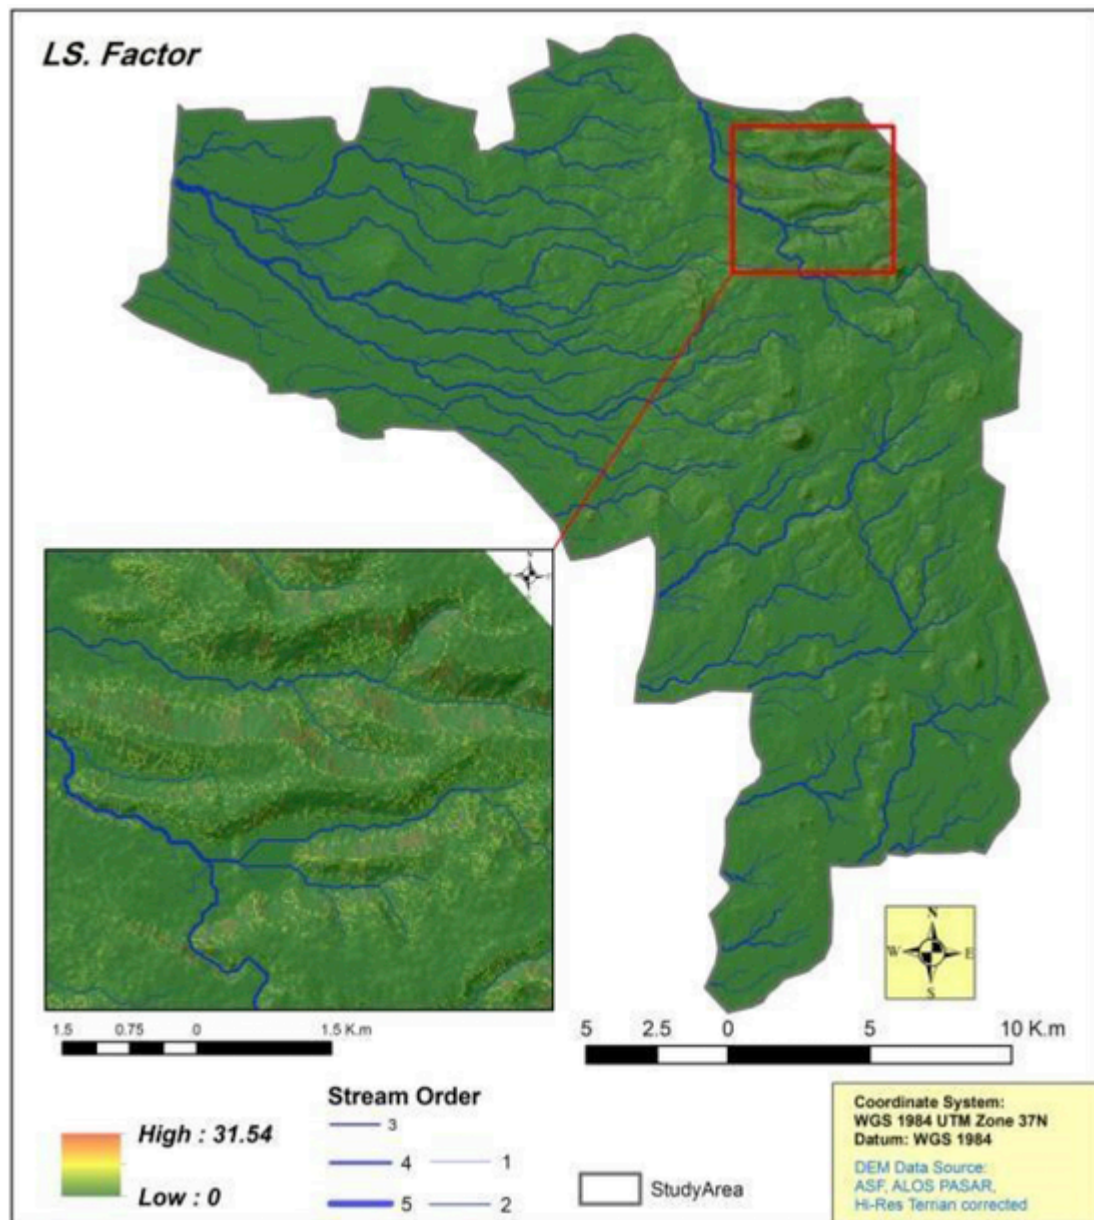 LS. Factor
N
W E
S
1.5 0.75 0 1.5 K.m
5 2.5 0 5 10 K.m
Stream Order
3
4 1
5 2
High : 31.54
Low : 0
StudyArea
Coordinate System:
WGS 1984 UTM Zone 37N
Datum: WGS 1984
DEM Data Source:
ASF, ALOS PASAR,
Hi-Res Terrian corrected